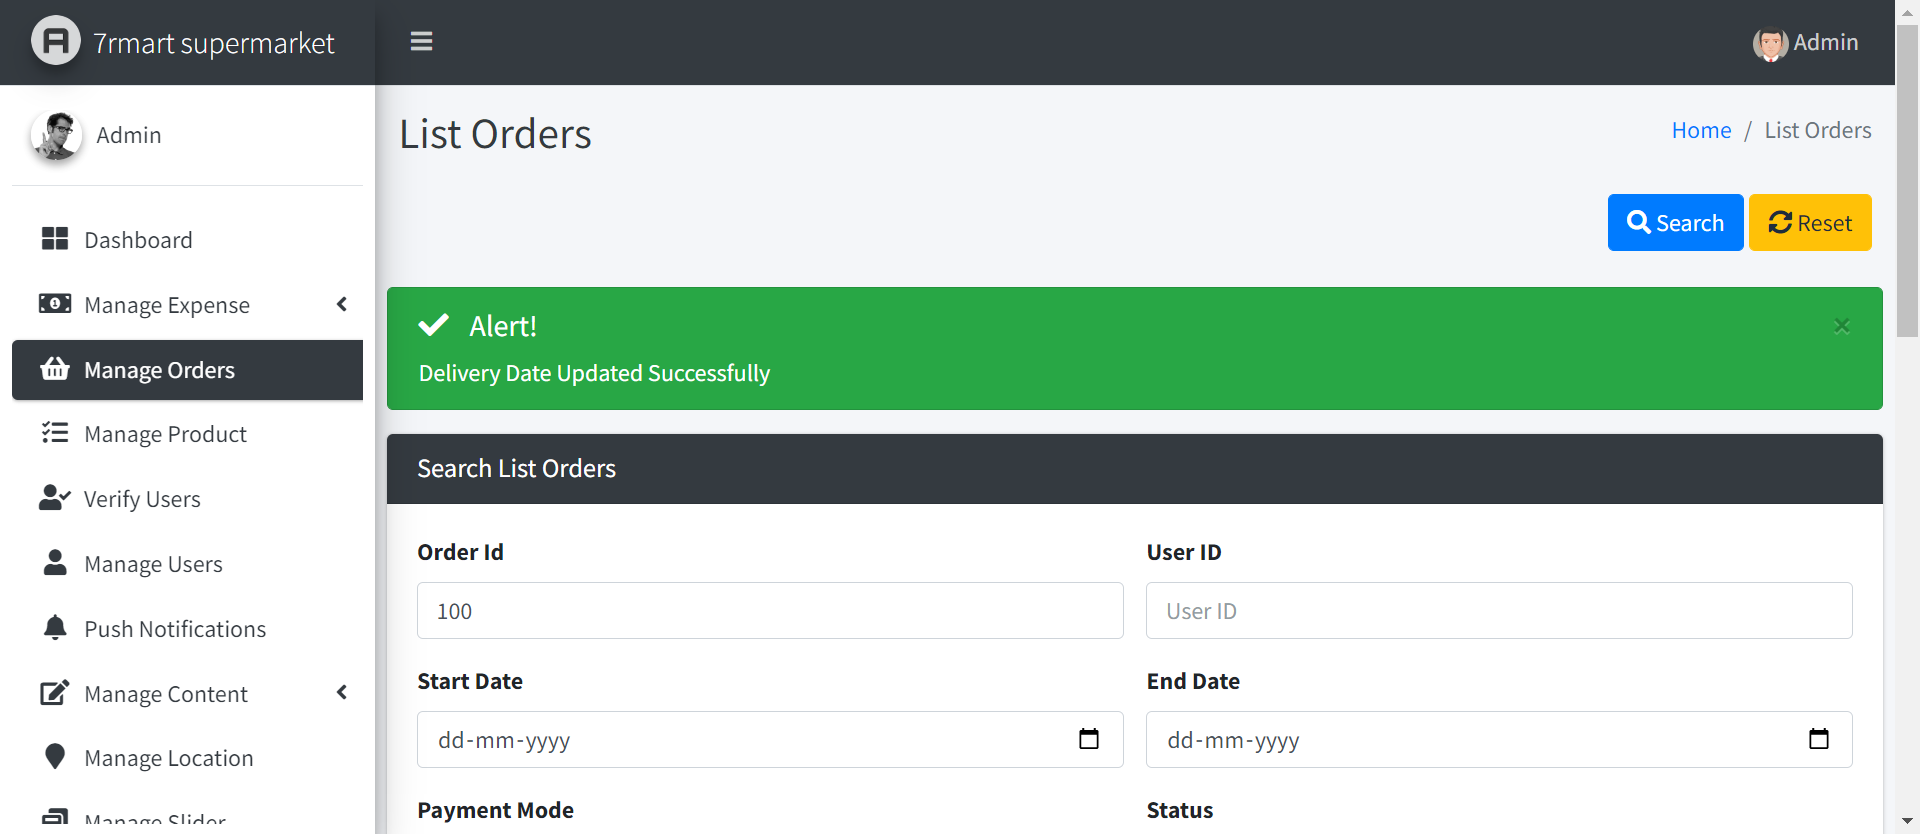 7rmart supermarket
Admin
Admin
Dashboard
Manage Expense
Manage Orders
Manage Product
Verify Users
Manage Users
Push Notifications
Manage Content
Manage Location
Manage Slider
List Orders
Home / List Orders
Search
Reset
Alert!
×
Delivery Date Updated Successfully
Search List Orders
Order Id
User ID
100
User ID
Start Date
End Date
dd-mm-yyyy
dd-mm-yyyy
Payment Mode
Status